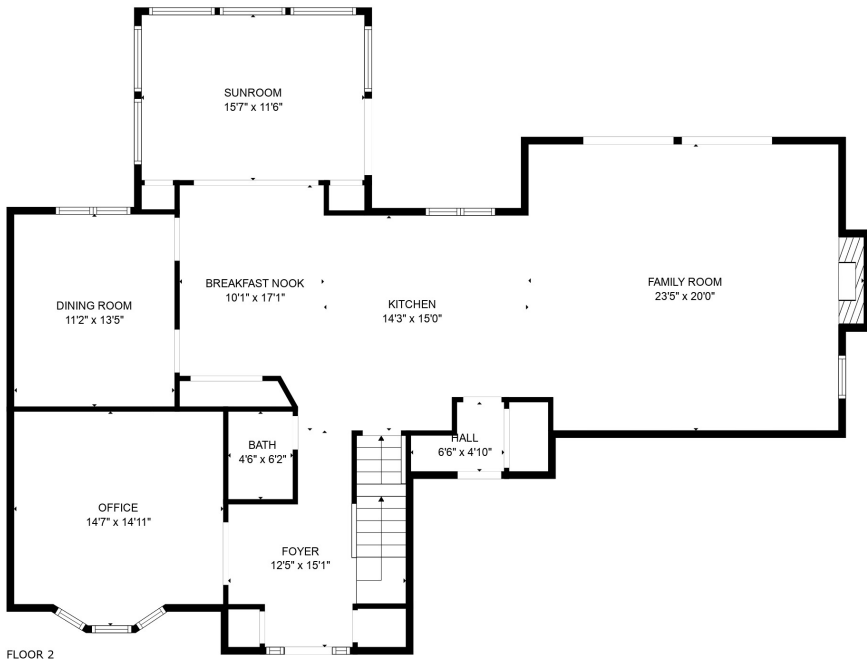 SUNROOM
15'7" x 11'6"
BREAKFAST NOOK
10'1" x 17'1"
FAMILY ROOM
23'5" x 20'0"
DINING ROOM
11'2" x 13'5"
KITCHEN
14'3" x 15'0"
BATH
4'6" x 6'2"
HALL
6'6" x 4'10"
OFFICE
14'7" x 14'11"
FOYER
12'5" x 15'1"
FLOOR 2